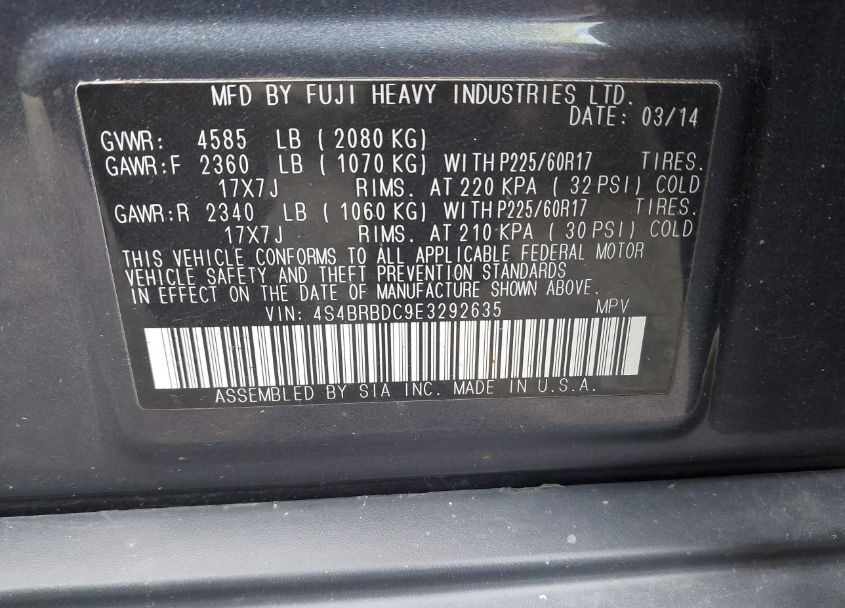 MFD BY FUJI HEAVY INDUSTRIES LTD.
DATE: 03/14
GVWR: 4585 LB (2080 KG)
GAWR:F 2360 LB (1070 KG) WITH P225/60R17 TIRES.
17X7J RIMS. AT 220 KPA (32 PSI) COLD
GAWR:R 2340 LB (1060 KG) WITH P225/60R17 TIRES.
17X7J RIMS. AT 210 KPA (30 PSI) COLD
THIS VEHICLE CONFORMS TO ALL APPLICABLE FEDERAL MOTOR
VEHICLE SAFETY AND THEFT PREVENTION STANDARDS
IN EFFECT ON THE DATE OF MANUFACTURE SHOWN ABOVE.
VIN: 4S4BRBDC9E3292635 MPV
ASSEMBLED BY SIA INC. MADE IN U.S.A.